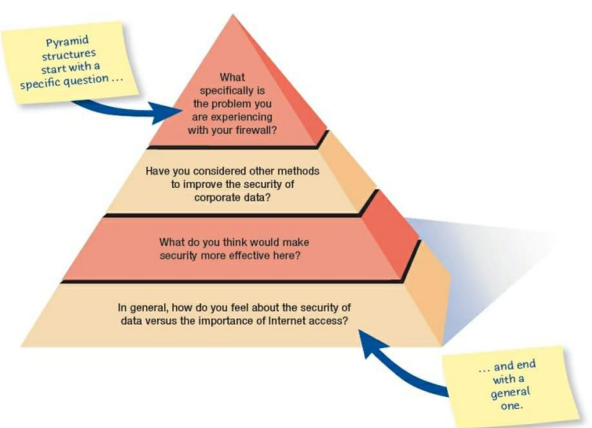 Pyramid
structures
start with a
specific question ...
What
specifically is
the problem you
are experiencing
with your firewall?
Have you considered other methods
to improve the security of
corporate data?
What do you think would make
security more effective here?
In general, how do you feel about the security of
data versus the importance of Internet access?
... and end
with a
general
one.